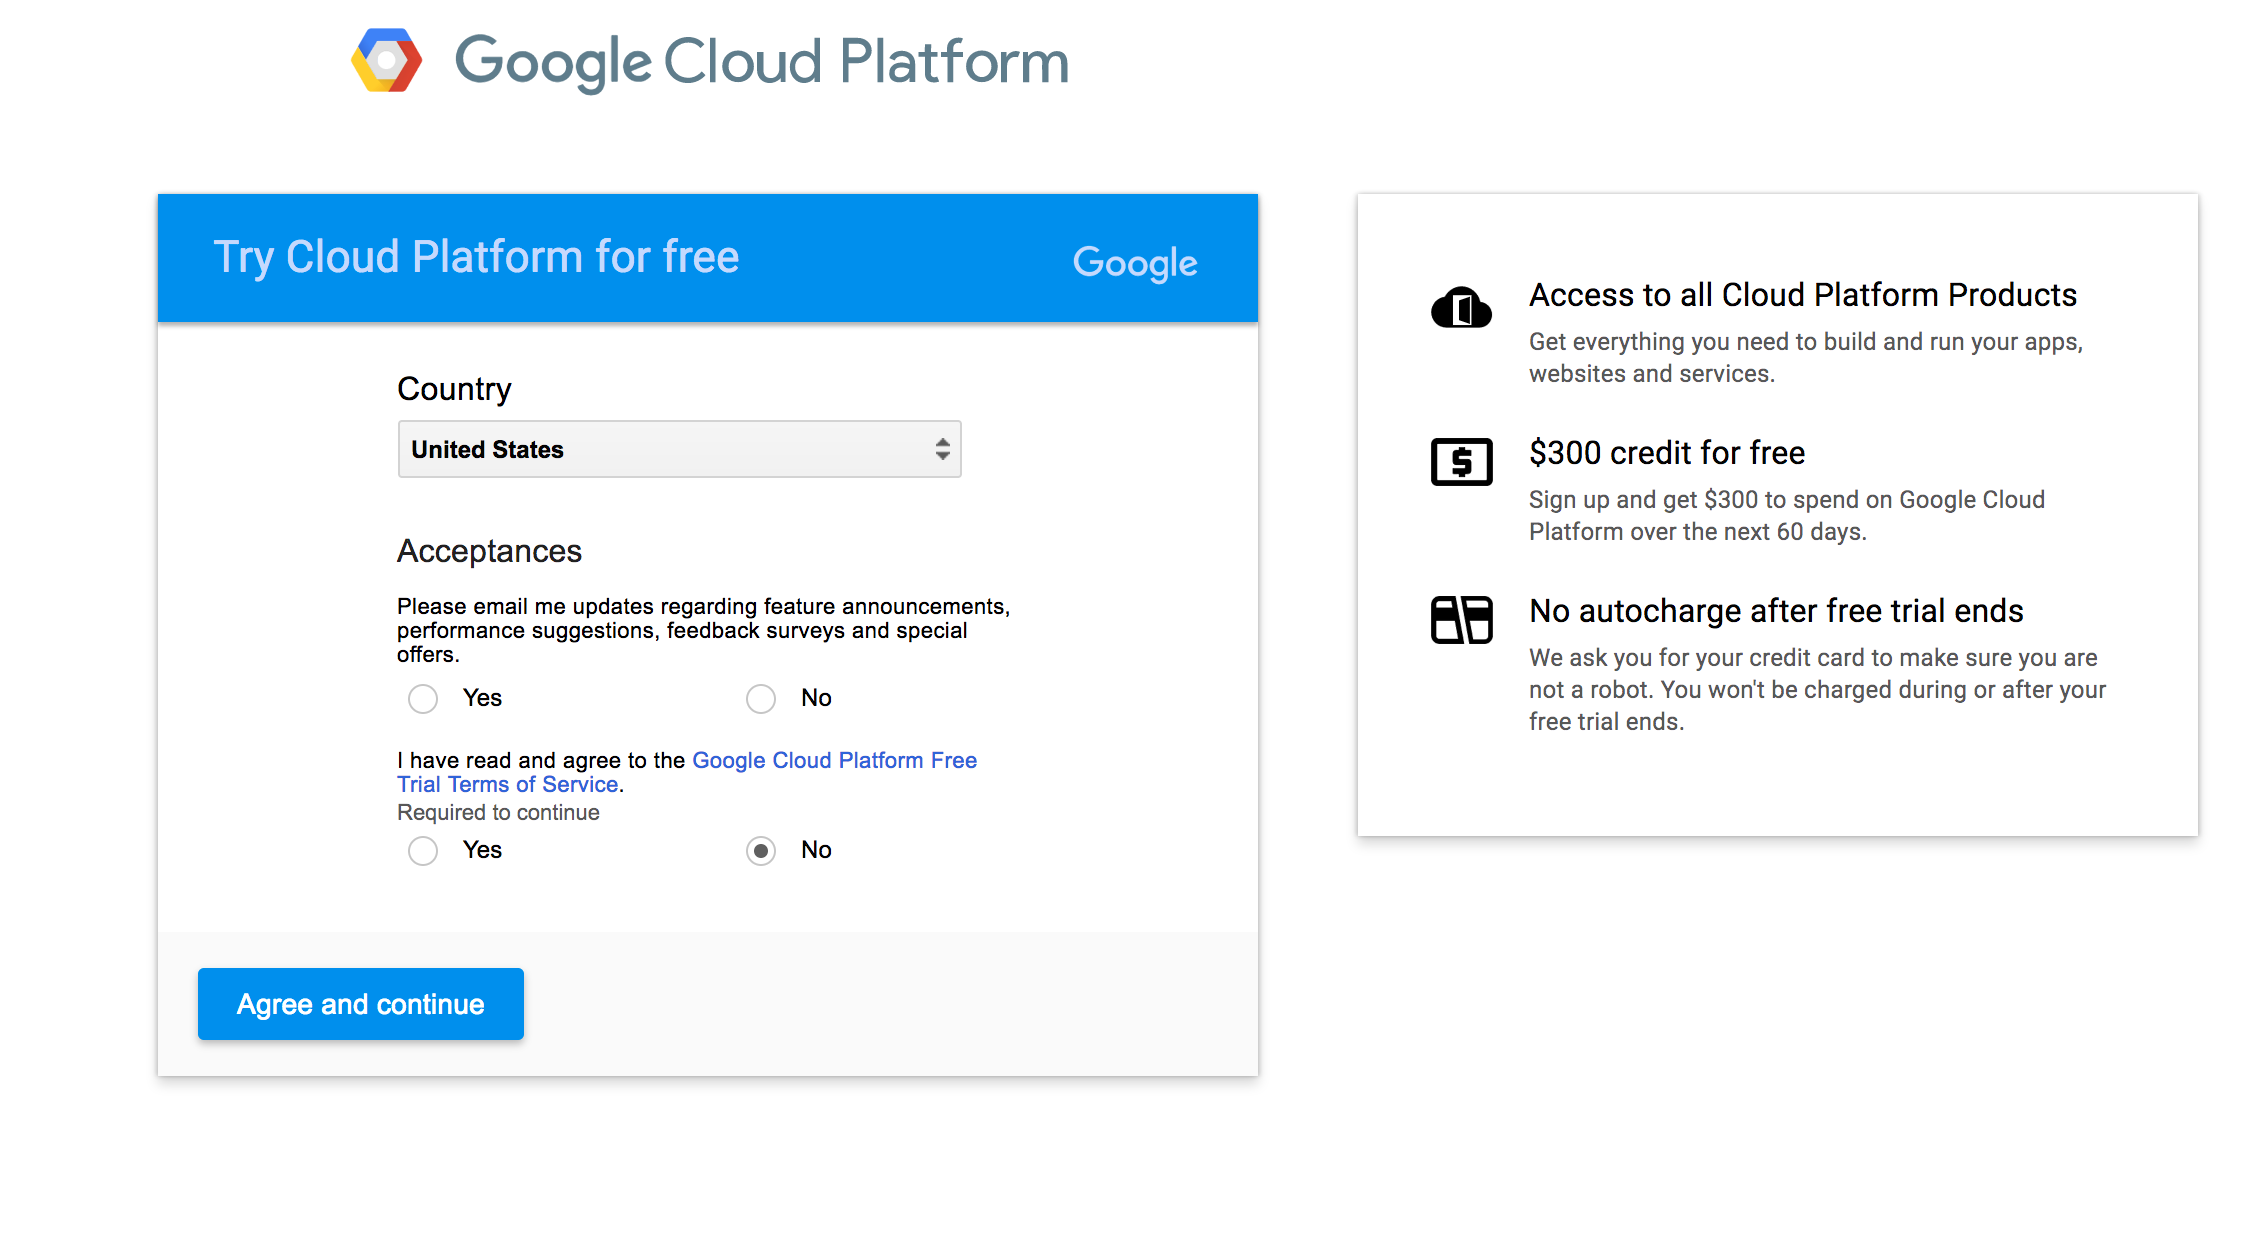 Google Cloud Platform
Try Cloud Platform for free
Google
Country
United States
Acceptances
Please email me updates regarding feature announcements,
performance suggestions, feedback surveys and special
offers.
Yes
No
I have read and agree to the Google Cloud Platform Free
Trial Terms of Service.
Required to continue
Yes
No
Agree and continue
Access to all Cloud Platform Products
Get everything you need to build and run your apps,
websites and services.
$
$300 credit for free
Sign up and get $300 to spend on Google Cloud
Platform over the next 60 days.
No autocharge after free trial ends
We ask you for your credit card to make sure you are
not a robot. You won't be charged during or after your
free trial ends.